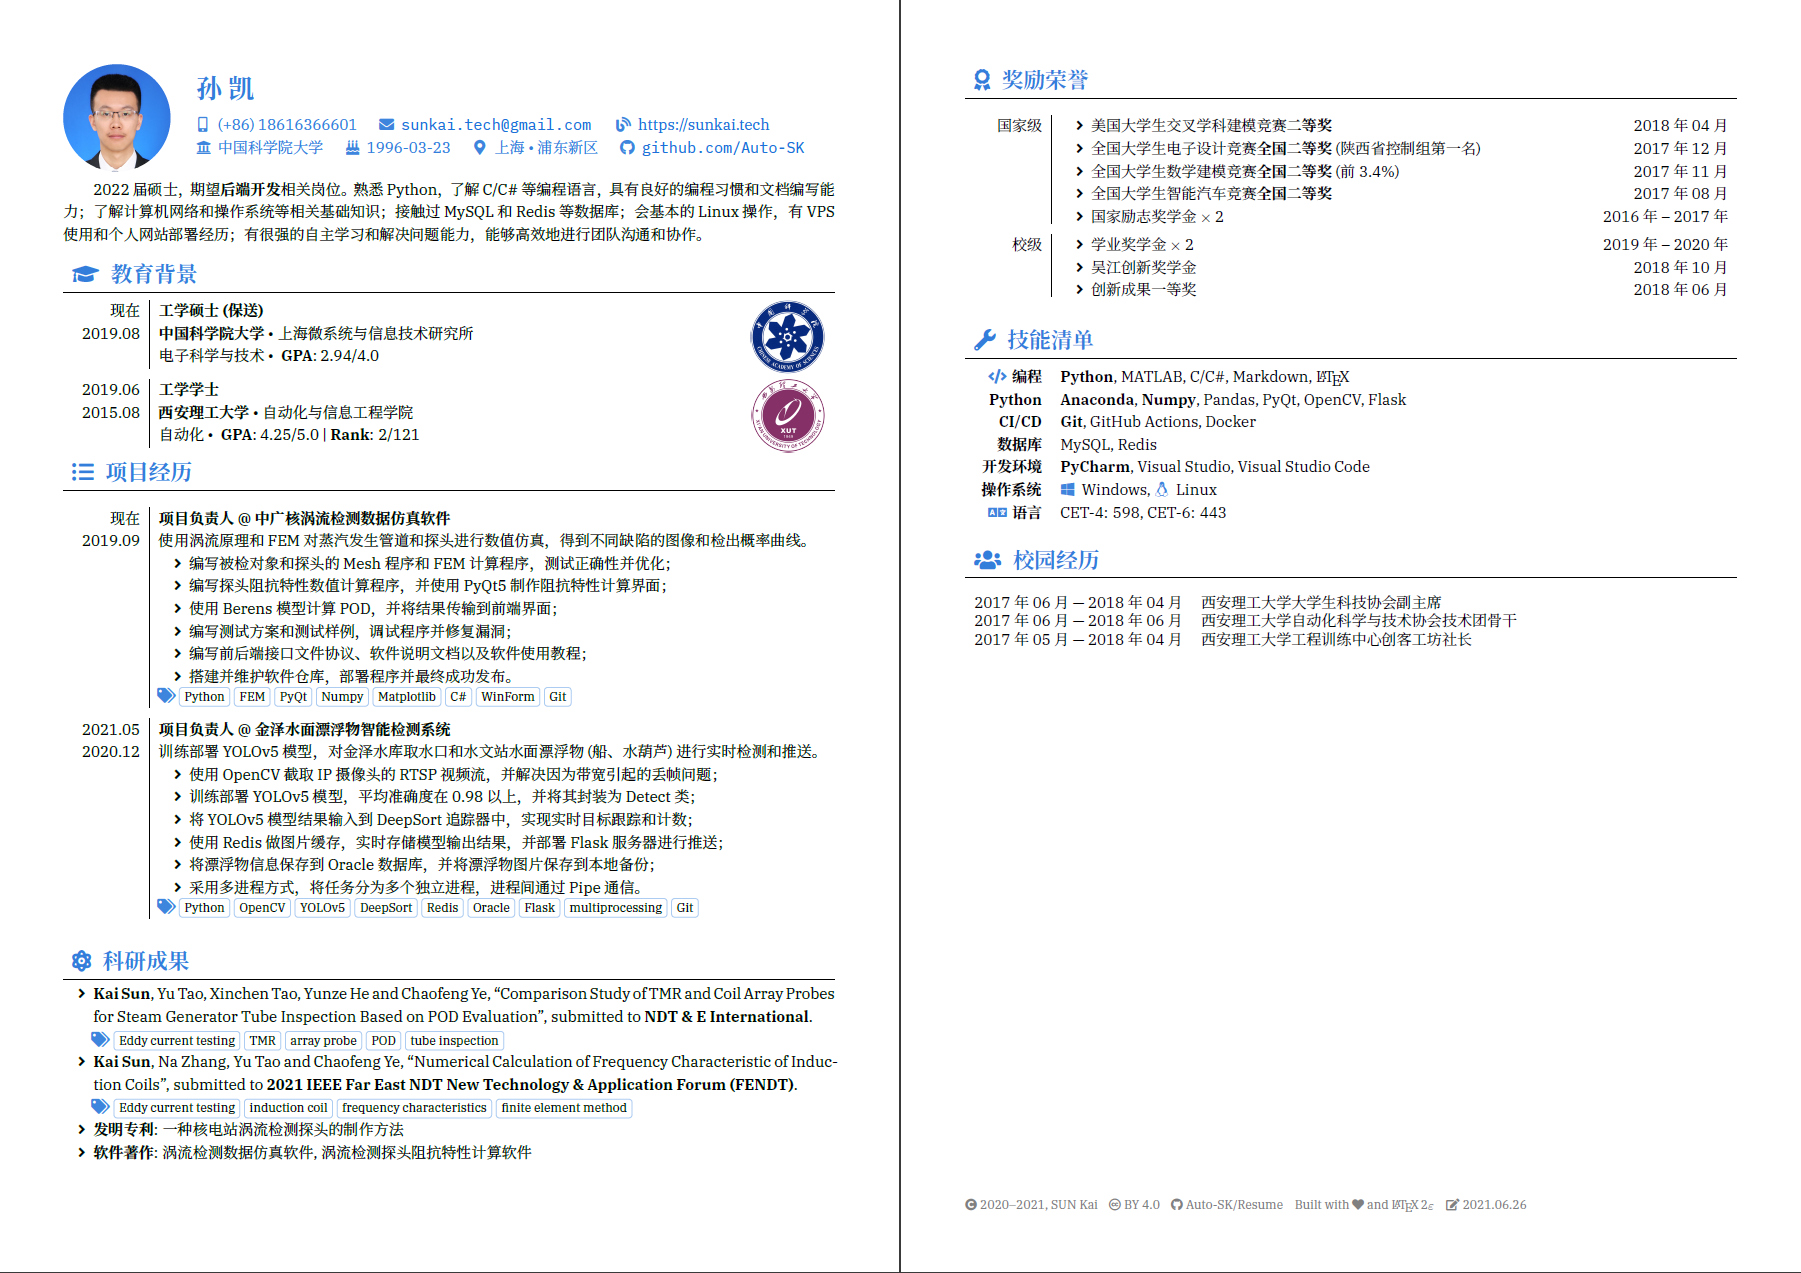 孙 凯
(+86) 18616366601 sunkai.tech@gmail.com https://sunkai.tech
中国科学院大学 1996-03-23 上海 • 浦东新区 github.com/Auto-SK
2022 届硕士，期望后端开发相关岗位。熟悉 Python，了解 C/C# 等编程语言，具有良好的编程习惯和文档编写能
力；了解计算机网络和操作系统等相关基础知识；接触过 MySQL 和 Redis 等数据库；会基本的 Linux 操作，有 VPS
使用和个人网站部署经历；有很强的自主学习和解决问题能力，能够高效地进行团队沟通和协作。
教育背景
现在 工学硕士 (保送)
2019.08 中国科学院大学 • 上海微系统与信息技术研究所
电子科学与技术 • GPA: 2.94/4.0
2019.06 工学学士
2015.08 西安理工大学 • 自动化与信息工程学院
自动化 • GPA: 4.25/5.0 | Rank: 2/121
中国科学院
CHINESE ACADEMY OF SCIENCES
西安理工大学
XUT
1949
XI'AN UNIVERSITY OF TECHNOLOGY
项目经历
现在 项目负责人 @ 中广核涡流检测数据仿真软件
2019.09 使用涡流原理和 FEM 对蒸汽发生管道和探头进行数值仿真，得到不同缺陷的图像和检出概率曲线。
编写被检对象和探头的 Mesh 程序和 FEM 计算程序，测试正确性并优化；
编写探头阻抗特性数值计算程序，并使用 PyQt5 制作阻抗特性计算界面；
使用 Berens 模型计算 POD，并将结果传输到前端界面；
编写测试方案和测试样例，调试程序并修复漏洞；
编写前后端接口文件协议、软件说明文档以及软件使用教程；
搭建并维护软件仓库，部署程序并最终成功发布。
Python FEM PyQt Numpy Matplotlib C# WinForm Git
2021.05 项目负责人 @ 金泽水面漂浮物智能检测系统
2020.12 训练部署 YOLOv5 模型，对金泽水库取水口和水文站水面漂浮物 (船、水葫芦) 进行实时检测和推送。
使用 OpenCV 截取 IP 摄像头的 RTSP 视频流，并解决因为带宽引起的丢帧问题；
训练部署 YOLOv5 模型，平均准确度在 0.98 以上，并将其封装为 Detect 类；
将 YOLOv5 模型结果输入到 DeepSort 追踪器中，实现实时目标跟踪和计数；
使用 Redis 做图片缓存，实时存储模型输出结果，并部署 Flask 服务器进行推送；
将漂浮物信息保存到 Oracle 数据库，并将漂浮物图片保存到本地备份；
采用多进程方式，将任务分为多个独立进程，进程间通过 Pipe 通信。
Python OpenCV YOLOv5 DeepSort Redis Oracle Flask multiprocessing Git
科研成果
Kai Sun, Yu Tao, Xinchen Tao, Yunze He and Chaofeng Ye, “Comparison Study of TMR and Coil Array Probes
for Steam Generator Tube Inspection Based on POD Evaluation”, submitted to NDT & E International.
Eddy current testing TMR array probe POD tube inspection
Kai Sun, Na Zhang, Yu Tao and Chaofeng Ye, “Numerical Calculation of Frequency Characteristic of Induc-
tion Coils”, submitted to 2021 IEEE Far East NDT New Technology & Application Forum (FENDT).
Eddy current testing induction coil frequency characteristics finite element method
发明专利: 一种核电站涡流检测探头的制作方法
软件著作: 涡流检测数据仿真软件, 涡流检测探头阻抗特性计算软件
奖励荣誉
国家级 美国大学生交叉学科建模竞赛二等奖 2018 年 04 月
全国大学生电子设计竞赛全国二等奖 (陕西省控制组第一名) 2017 年 12 月
全国大学生数学建模竞赛全国二等奖 (前 3.4%) 2017 年 11 月
全国大学生智能汽车竞赛全国二等奖 2017 年 08 月
国家励志奖学金 × 2 2016 年 – 2017 年
校级 学业奖学金 × 2 2019 年 – 2020 年
吴江创新奖学金 2018 年 10 月
创新成果一等奖 2018 年 06 月
技能清单
编程 Python, MATLAB, C/C#, Markdown, LATEX
Python Anaconda, Numpy, Pandas, PyQt, OpenCV, Flask
CI/CD Git, GitHub Actions, Docker
数据库 MySQL, Redis
开发环境 PyCharm, Visual Studio, Visual Studio Code
操作系统 Windows, Linux
语言 CET-4: 598, CET-6: 443
校园经历
2017 年 06 月 — 2018 年 04 月 西安理工大学大学生科技协会副主席
2017 年 06 月 — 2018 年 06 月 西安理工大学自动化科学与技术协会技术团骨干
2017 年 05 月 — 2018 年 04 月 西安理工大学工程训练中心创客工坊社长
2020–2021, SUN Kai BY 4.0 Auto-SK/Resume Built with ♥ and LATEX 2ε 2021.06.26